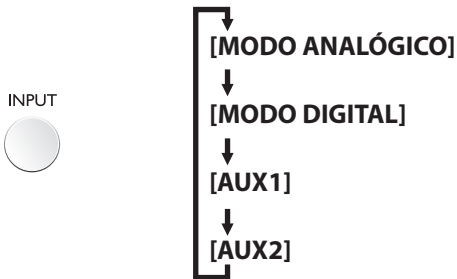 INPUT
[MODO ANALÓGICO]
[MODO DIGITAL]
[AUX1]
[AUX2]